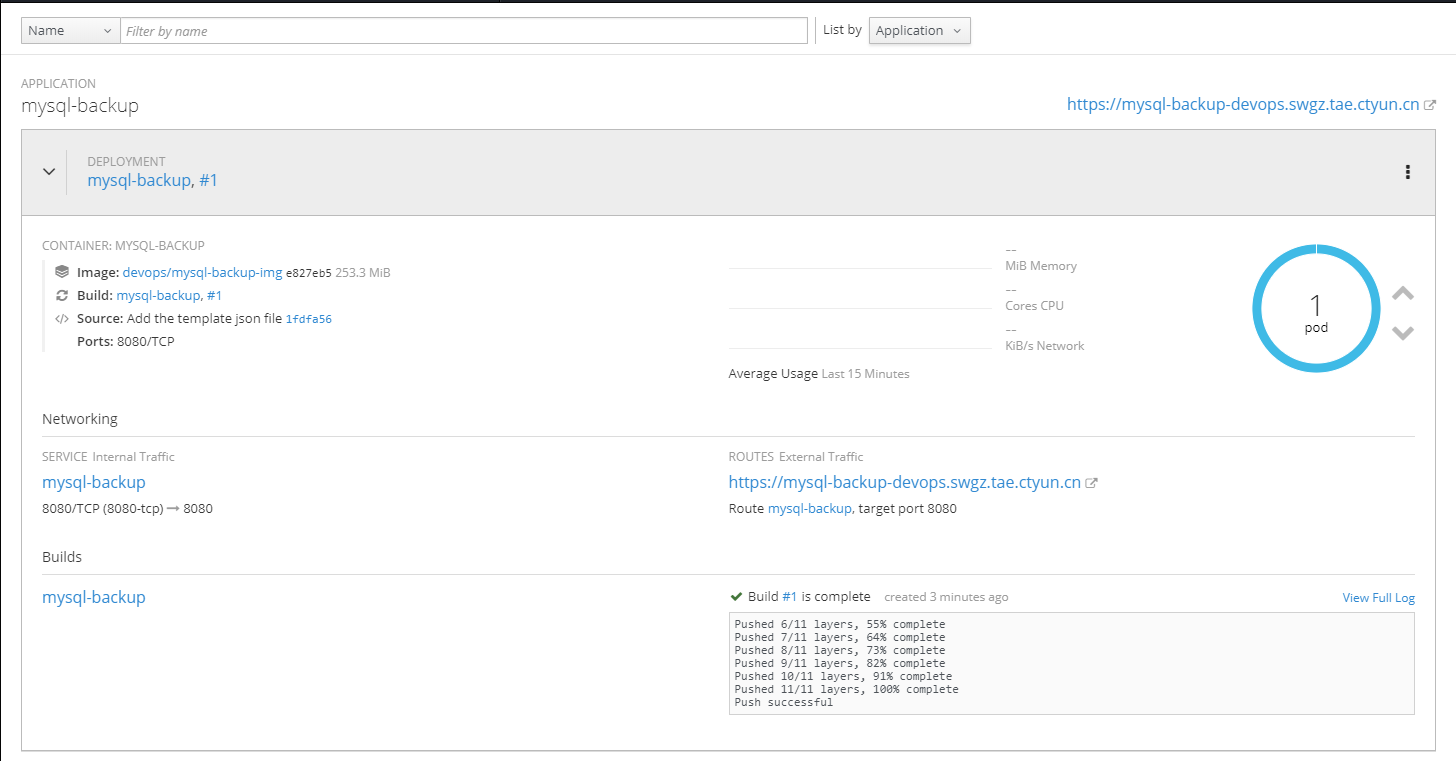 Name Filter by name List by Application
APPLICATION
mysql-backup https://mysql-backup-devops.swgz.tae.ctyun.cn
DEPLOYMENT
mysql-backup, #1
CONTAINER: MYSQL-BACKUP
Image: devops/mysql-backup-img e827eb5 253.3 MiB
Build: mysql-backup, #1
Source: Add the template json file 1fdfa56
Ports: 8080/TCP
--
MiB Memory
--
Cores CPU
--
KiB/s Network
Average Usage Last 15 Minutes
1
pod
Networking
SERVICE Internal Traffic
mysql-backup
8080/TCP (8080-tcp) → 8080
ROUTES External Traffic
https://mysql-backup-devops.swgz.tae.ctyun.cn
Route mysql-backup, target port 8080
Builds
mysql-backup
Build #1 is complete created 3 minutes ago View Full Log
Pushed 6/11 layers, 55% complete
Pushed 7/11 layers, 64% complete
Pushed 8/11 layers, 73% complete
Pushed 9/11 layers, 82% complete
Pushed 10/11 layers, 91% complete
Pushed 11/11 layers, 100% complete
Push successful